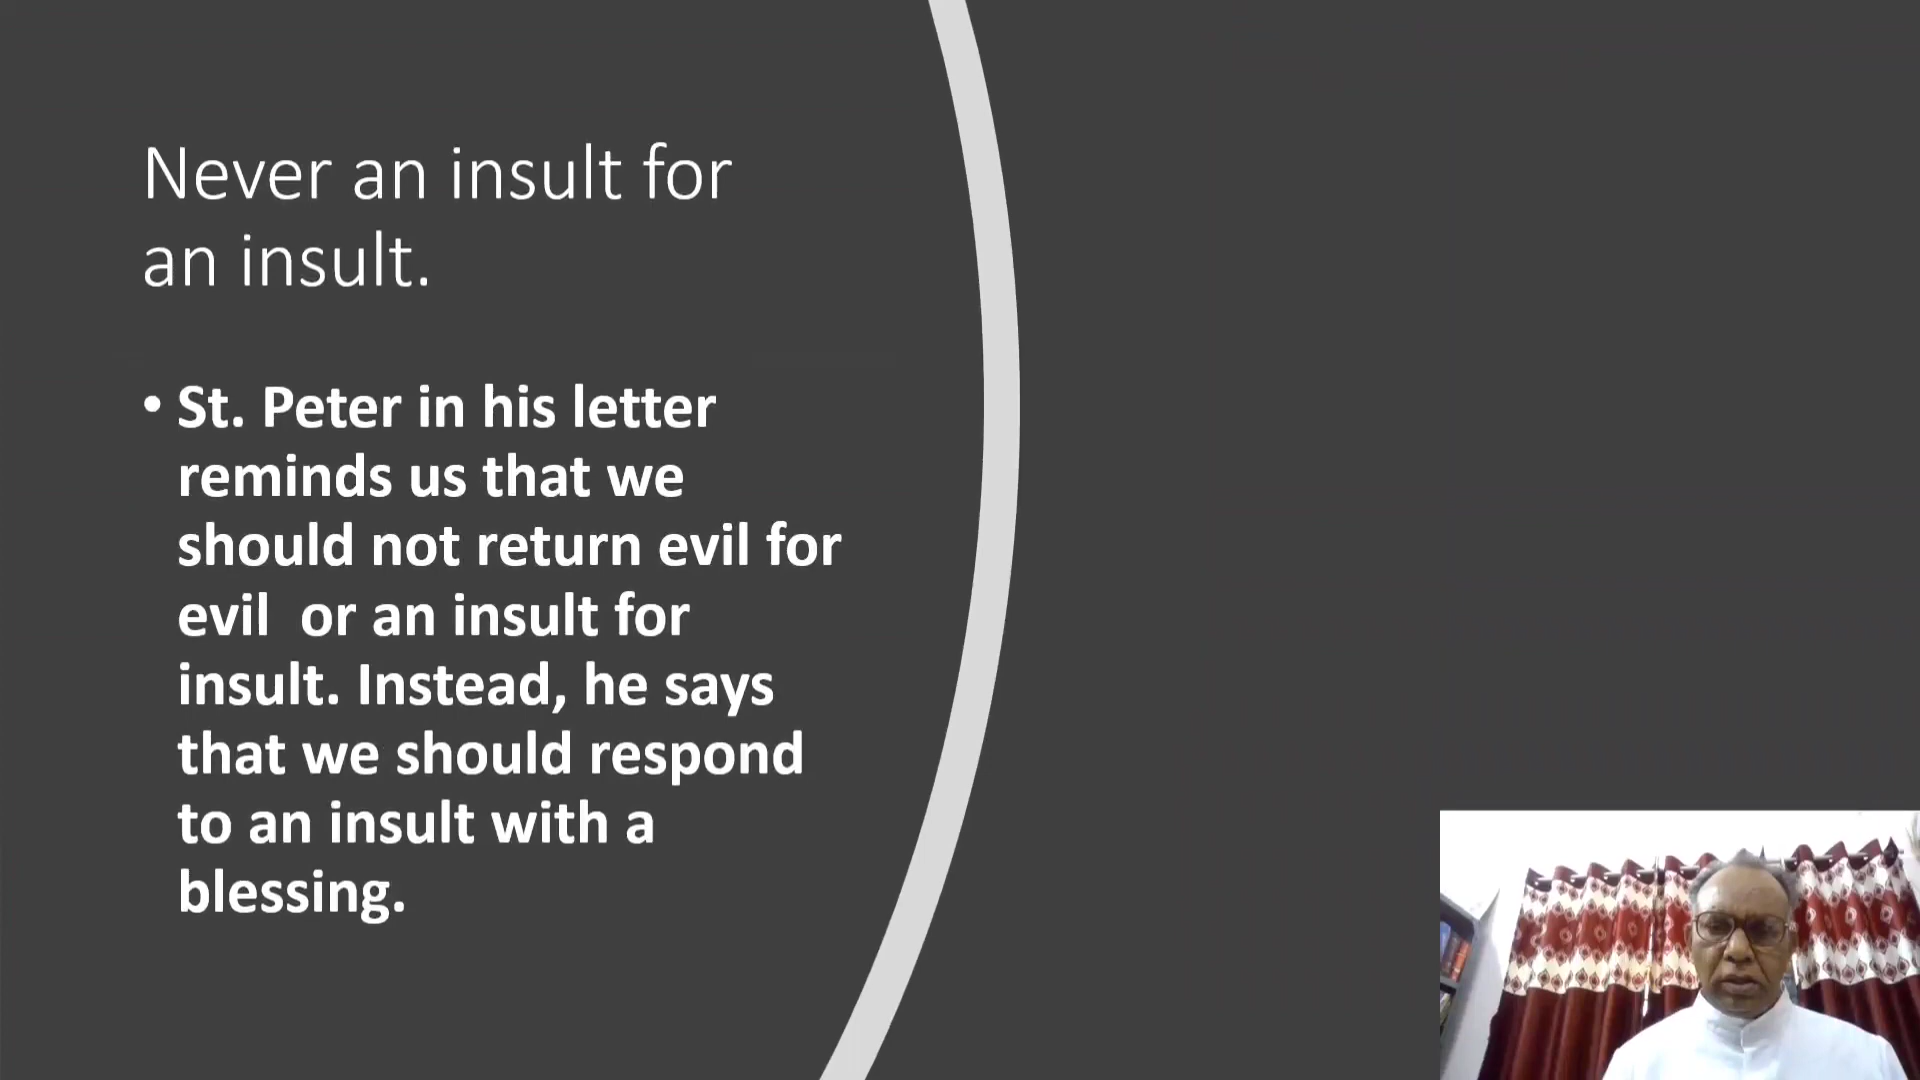 Never an insult for
an insult.
• St. Peter in his letter
reminds us that we
should not return evil for
evil  or an insult for
insult. Instead, he says
that we should respond
to an insult with a
blessing.